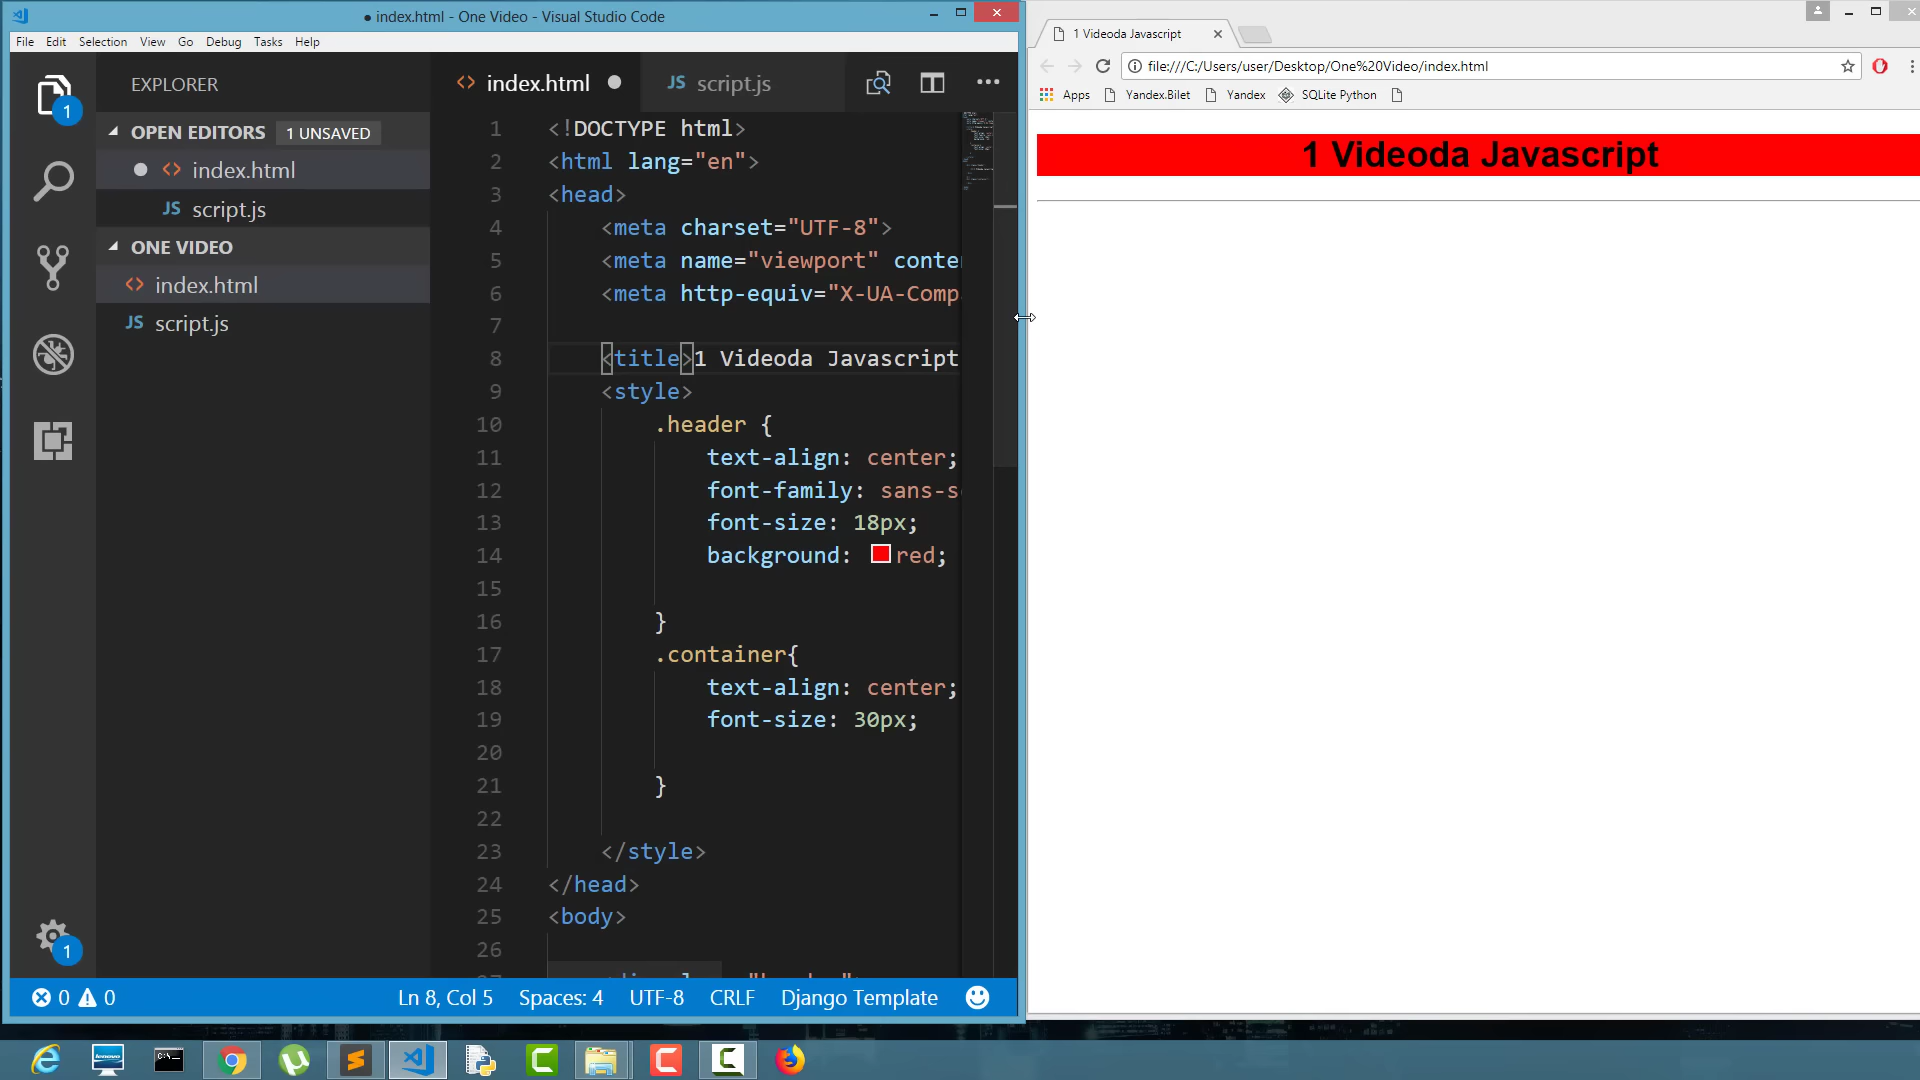 ● index.html - One Video - Visual Studio Code
File Edit Selection View Go Debug Tasks Help
EXPLORER
OPEN EDITORS 1 UNSAVED
index.html
JS script.js
ONE VIDEO
index.html
JS script.js
index.html
JS script.js
1 <!DOCTYPE html>
2 <html lang="en">
3 <head>
4 <meta charset="UTF-8">
5 <meta name="viewport" conte
6 <meta http-equiv="X-UA-Comp
7
8 <title>1 Videoda Javascript
9 <style>
10 .header {
11 text-align: center;
12 font-family: sans-s
13 font-size: 18px;
14 background: red;
15
16 }
17 .container{
18 text-align: center;
19 font-size: 30px;
20
21 }
22
23 </style>
24 </head>
25 <body>
26
1
1
0 0 Ln 8, Col 5 Spaces: 4 UTF-8 CRLF Django Template
1 Videoda Javascript
file:///C:/Users/user/Desktop/One%20Video/index.html
Apps Yandex.Bilet Yandex SQLite Python
1 Videoda Javascript